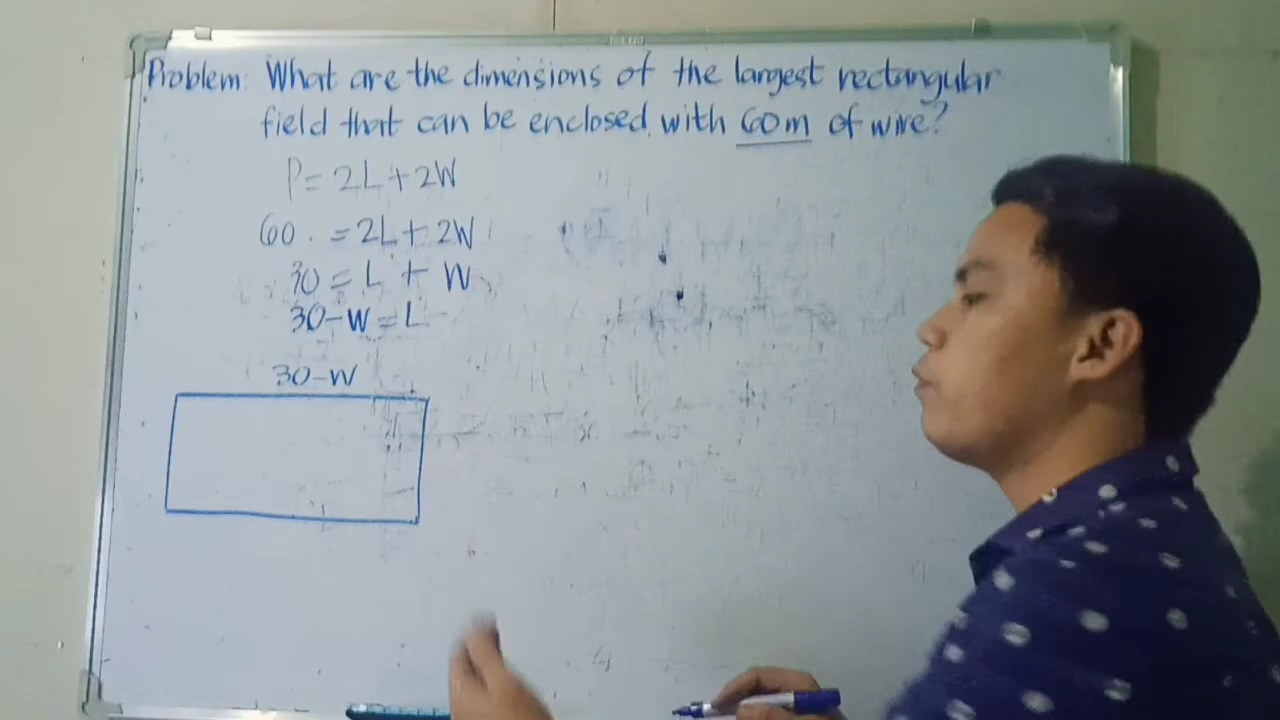 Problem: What are the dimensions of the largest rectangular
field that can be enclosed with 60m of wire?
P=2L+2W
60 = 2L+2W
30 = L + W
30-W=L
30-W